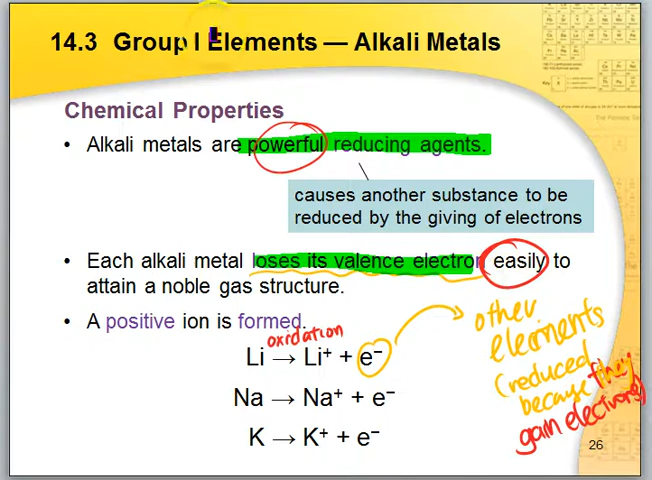 14.3 Group I Elements — Alkali Metals
Chemical Properties
• Alkali metals are powerful reducing agents.
causes another substance to be
reduced by the giving of electrons
• Each alkali metal loses its valence electron easily to
attain a noble gas structure.
• A positive ion is formed.
oxidation
Li → Li⁺ + e⁻
Na → Na⁺ + e⁻
K → K⁺ + e⁻
other
elements
(reduced
because they
gain electrons)
26